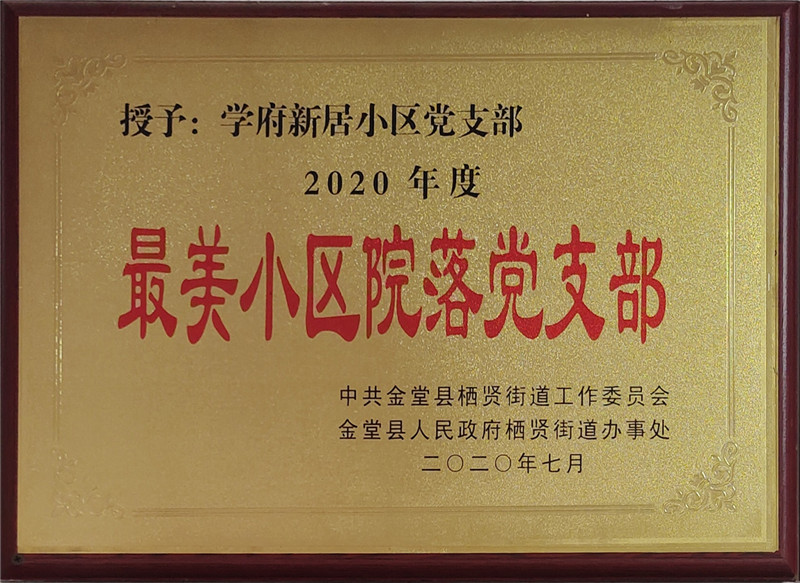 授予：学府新居小区党支部
2020 年度
最美小区院落党支部
中共金堂县栖贤街道工作委员会
金堂县人民政府栖贤街道办事处
二〇二〇年七月